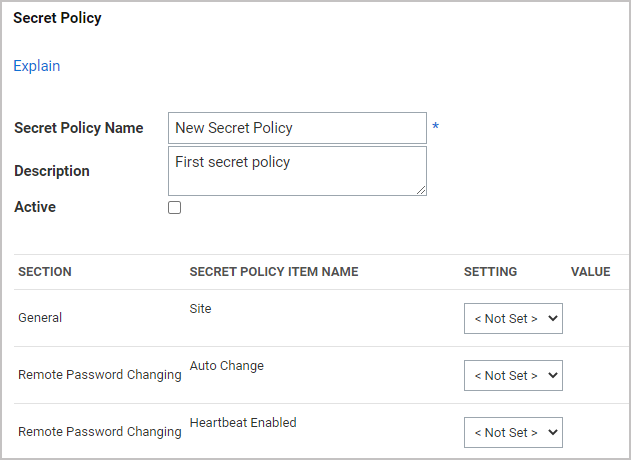 Secret Policy
Explain
Secret Policy Name New Secret Policy *
Description First secret policy
Active
SECTION SECRET POLICY ITEM NAME SETTING VALUE
General Site < Not Set >
Remote Password Changing Auto Change < Not Set >
Remote Password Changing Heartbeat Enabled < Not Set >